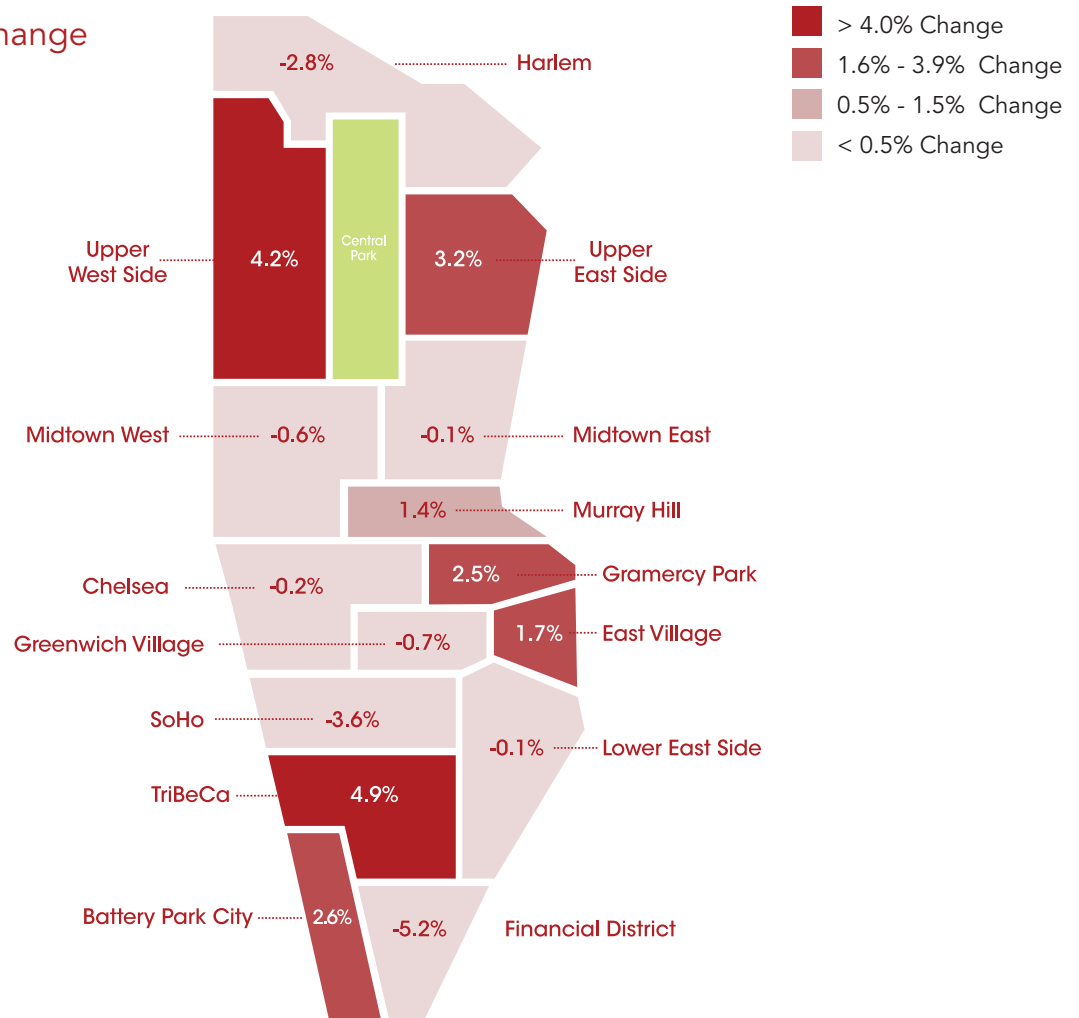 hange
> 4.0% Change
1.6% - 3.9% Change
0.5% - 1.5% Change
< 0.5% Change
-2.8%
Harlem
Upper
West Side
4.2%
Central
Park
3.2%
Upper
East Side
Midtown West
-0.6%
-0.1%
Midtown East
1.4%
Murray Hill
Chelsea
-0.2%
2.5%
Gramercy Park
Greenwich Village
-0.7%
1.7%
East Village
SoHo
-3.6%
-0.1%
Lower East Side
TriBeCa
4.9%
Battery Park City
2.6%
-5.2%
Financial District